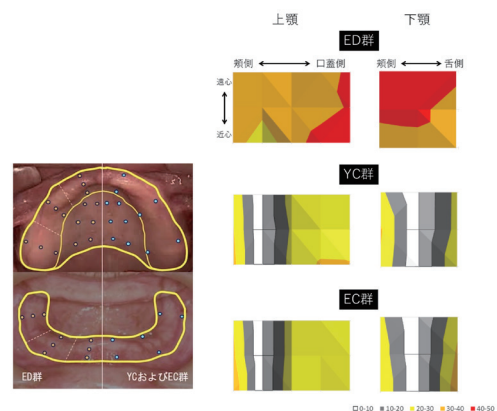 上顎 下顎
ED群
頬側 口蓋側 頬側 舌側
遠心
近心
YC群
EC群
ED群 YCおよびEC群
0-10 10-20 20-30 30-40 40-50